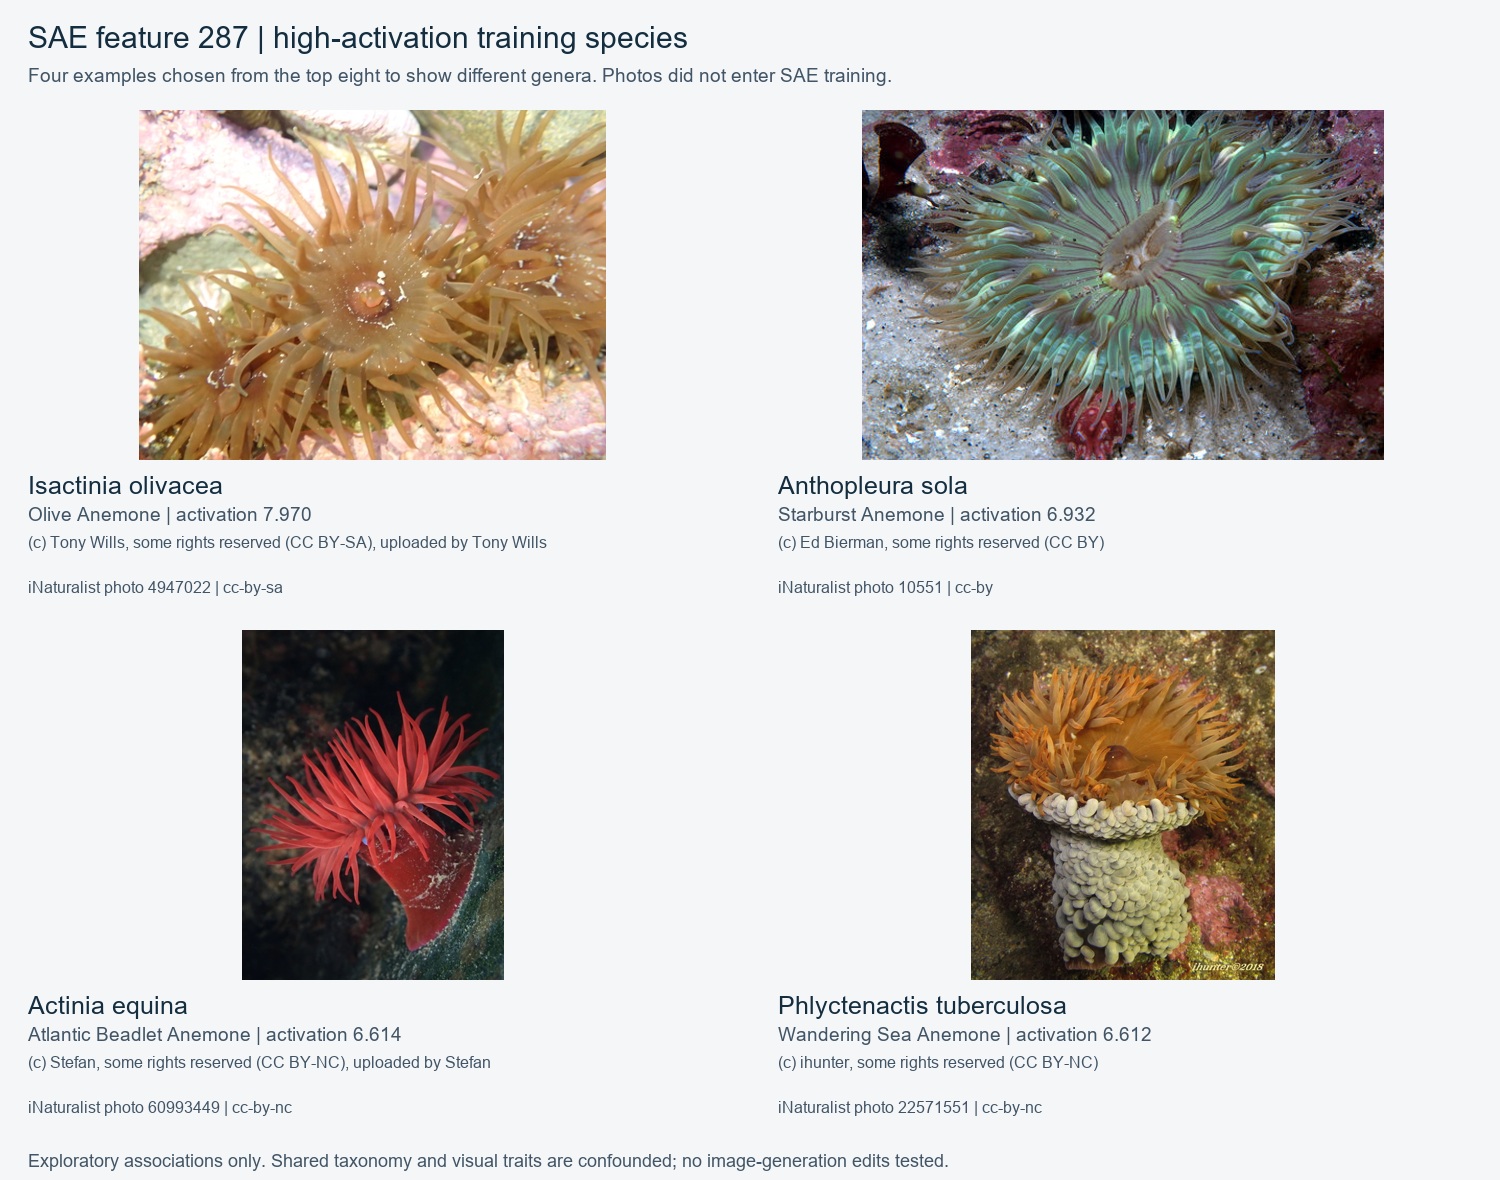 SAE feature 287 | high-activation training species
Four examples chosen from the top eight to show different genera. Photos did not enter SAE training.
Isactinia olivacea
Olive Anemone | activation 7.970
(c) Tony Wills, some rights reserved (CC BY-SA), uploaded by Tony Wills
iNaturalist photo 4947022 | cc-by-sa
Anthopleura sola
Starburst Anemone | activation 6.932
(c) Ed Bierman, some rights reserved (CC BY)
iNaturalist photo 10551 | cc-by
ihunter©2018
Actinia equina
Atlantic Beadlet Anemone | activation 6.614
(c) Stefan, some rights reserved (CC BY-NC), uploaded by Stefan
iNaturalist photo 60993449 | cc-by-nc
Phlyctenactis tuberculosa
Wandering Sea Anemone | activation 6.612
(c) ihunter, some rights reserved (CC BY-NC)
iNaturalist photo 22571551 | cc-by-nc
Exploratory associations only. Shared taxonomy and visual traits are confounded; no image-generation edits tested.